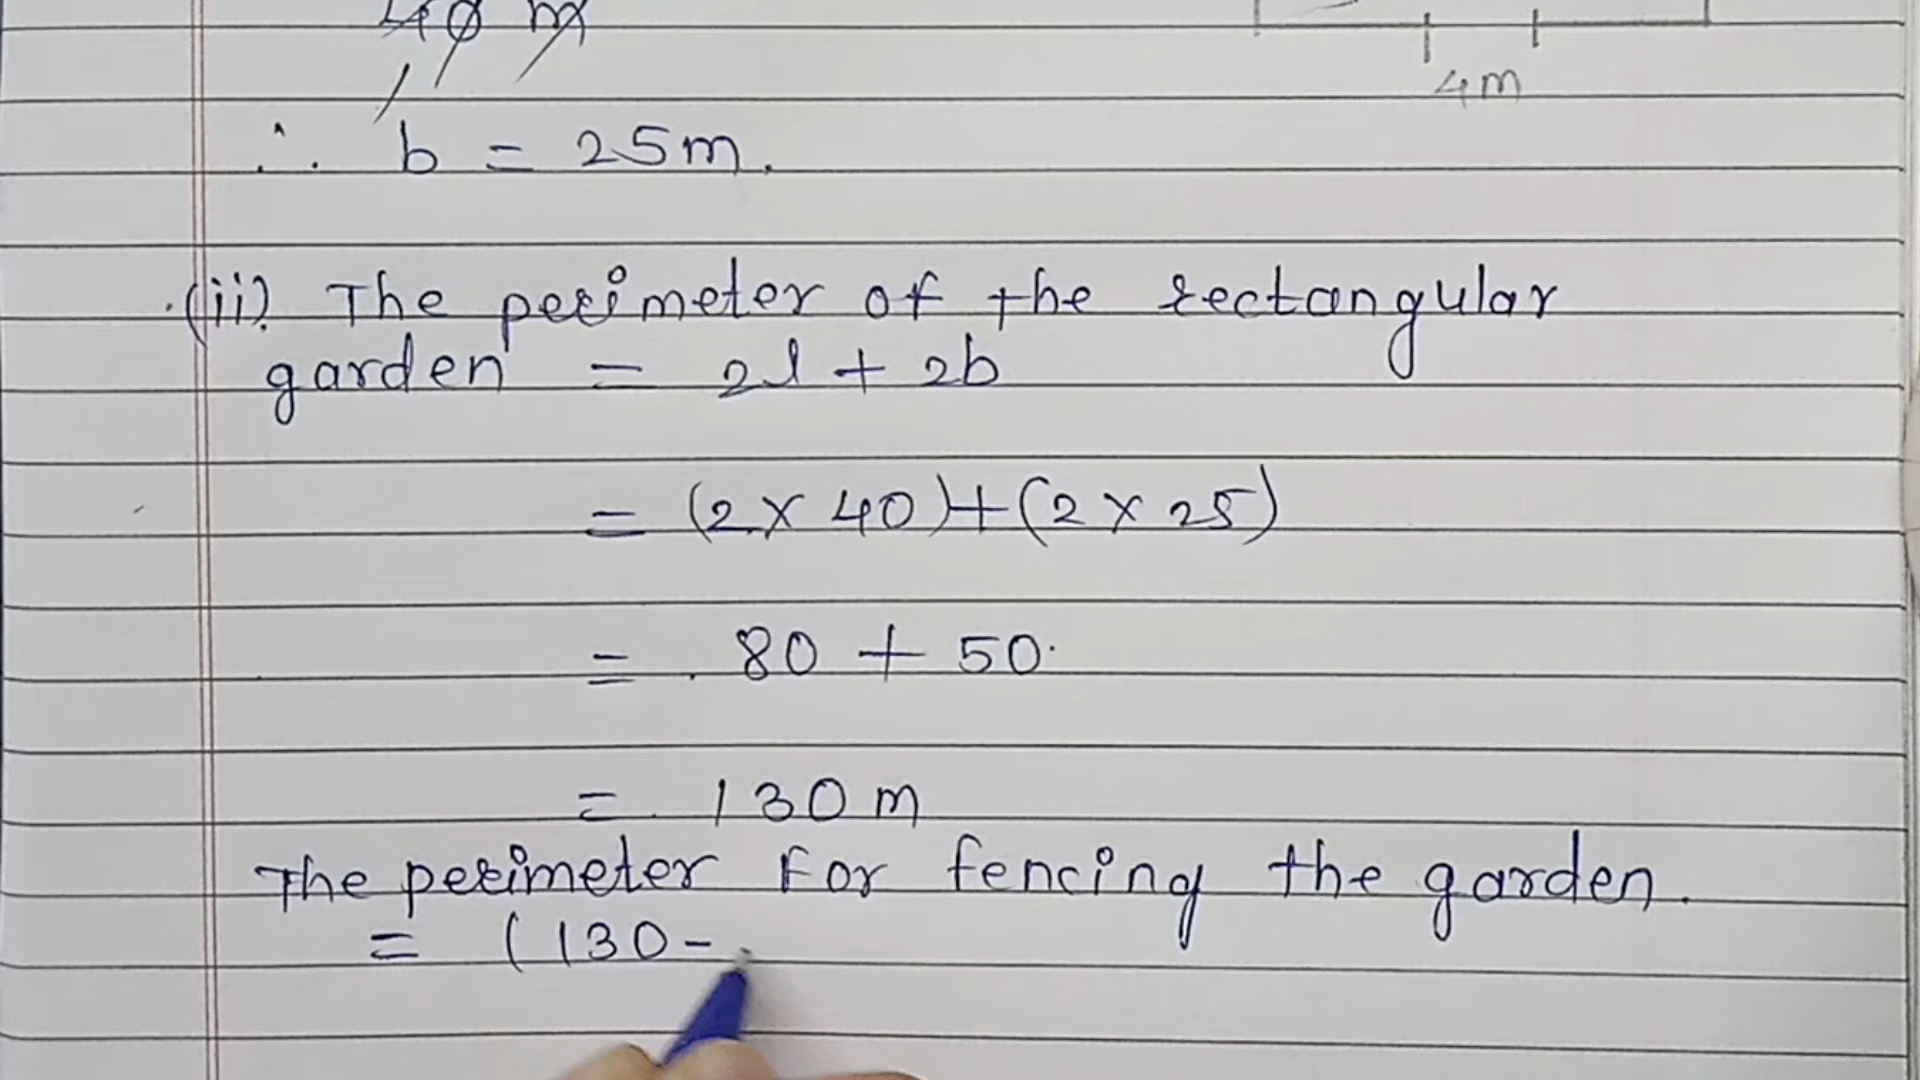 40 m
4m
∴ b = 25m.
(ii). The perimeter of the rectangular
garden = 2l + 2b
= (2 × 40) + (2 × 25)
= 80 + 50
= 130 m
The perimeter for fencing the garden.
= ( 130 -